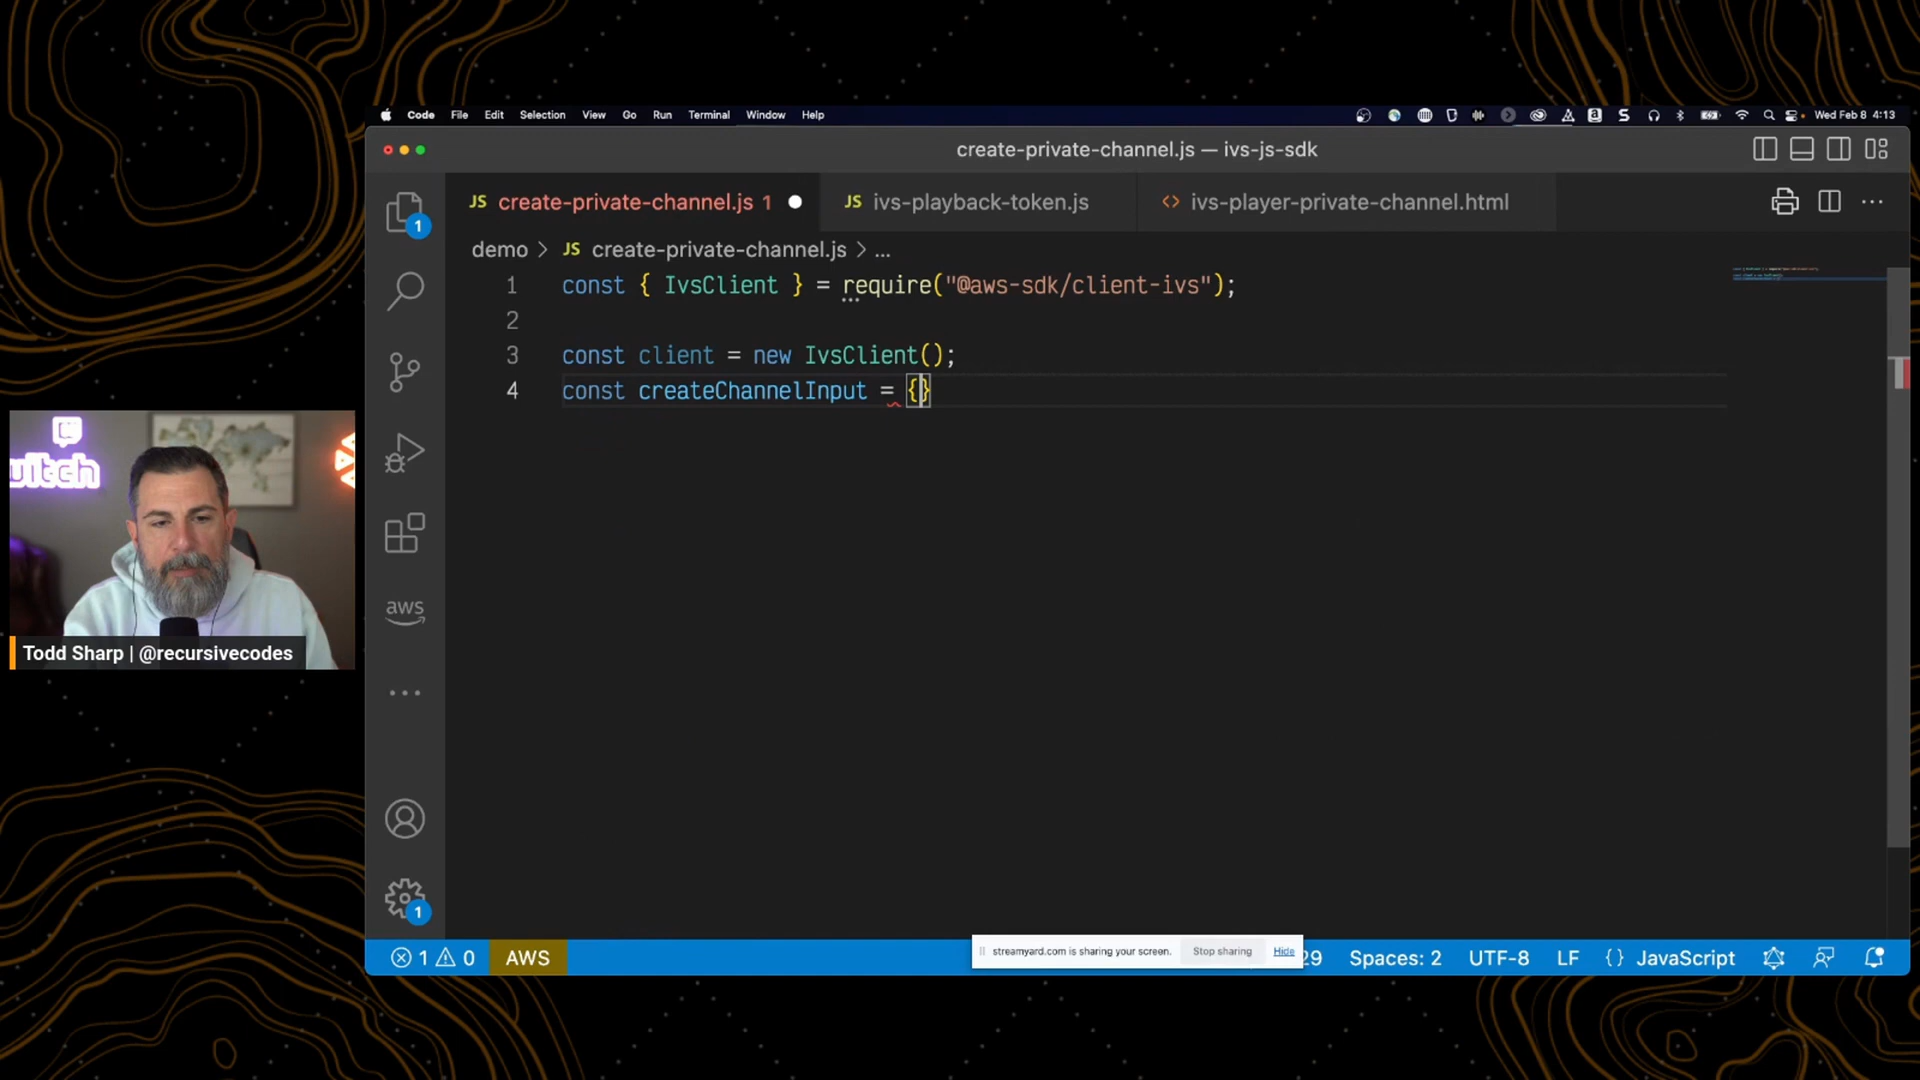 Code File Edit Selection View Go Run Terminal Window Help
Wed Feb 8 4:13
create-private-channel.js — ivs-js-sdk
JS create-private-channel.js 1
JS ivs-playback-token.js
<> ivs-player-private-channel.html
demo > JS create-private-channel.js > ...
1 const { IvsClient } = require("@aws-sdk/client-ivs");
2
3 const client = new IvsClient();
4 const createChannelInput = {}
1
aws
1
witch
Todd Sharp | @recursivecodes
streamyard.com is sharing your screen. Stop sharing Hide
1 0 AWS
29 Spaces: 2 UTF-8 LF {} JavaScript